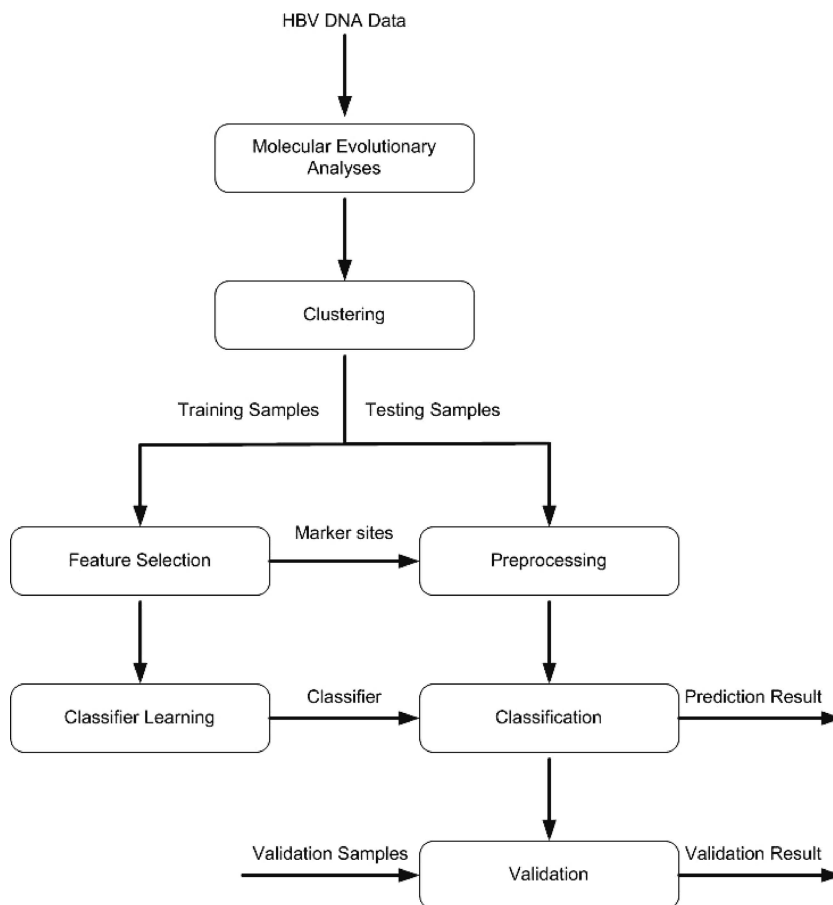 HBV DNA Data
Molecular Evolutionary
Analyses
Clustering
Training Samples
Testing Samples
Feature Selection
Marker sites
Preprocessing
Classifier Learning
Classifier
Classification
Prediction Result
Validation Samples
Validation
Validation Result